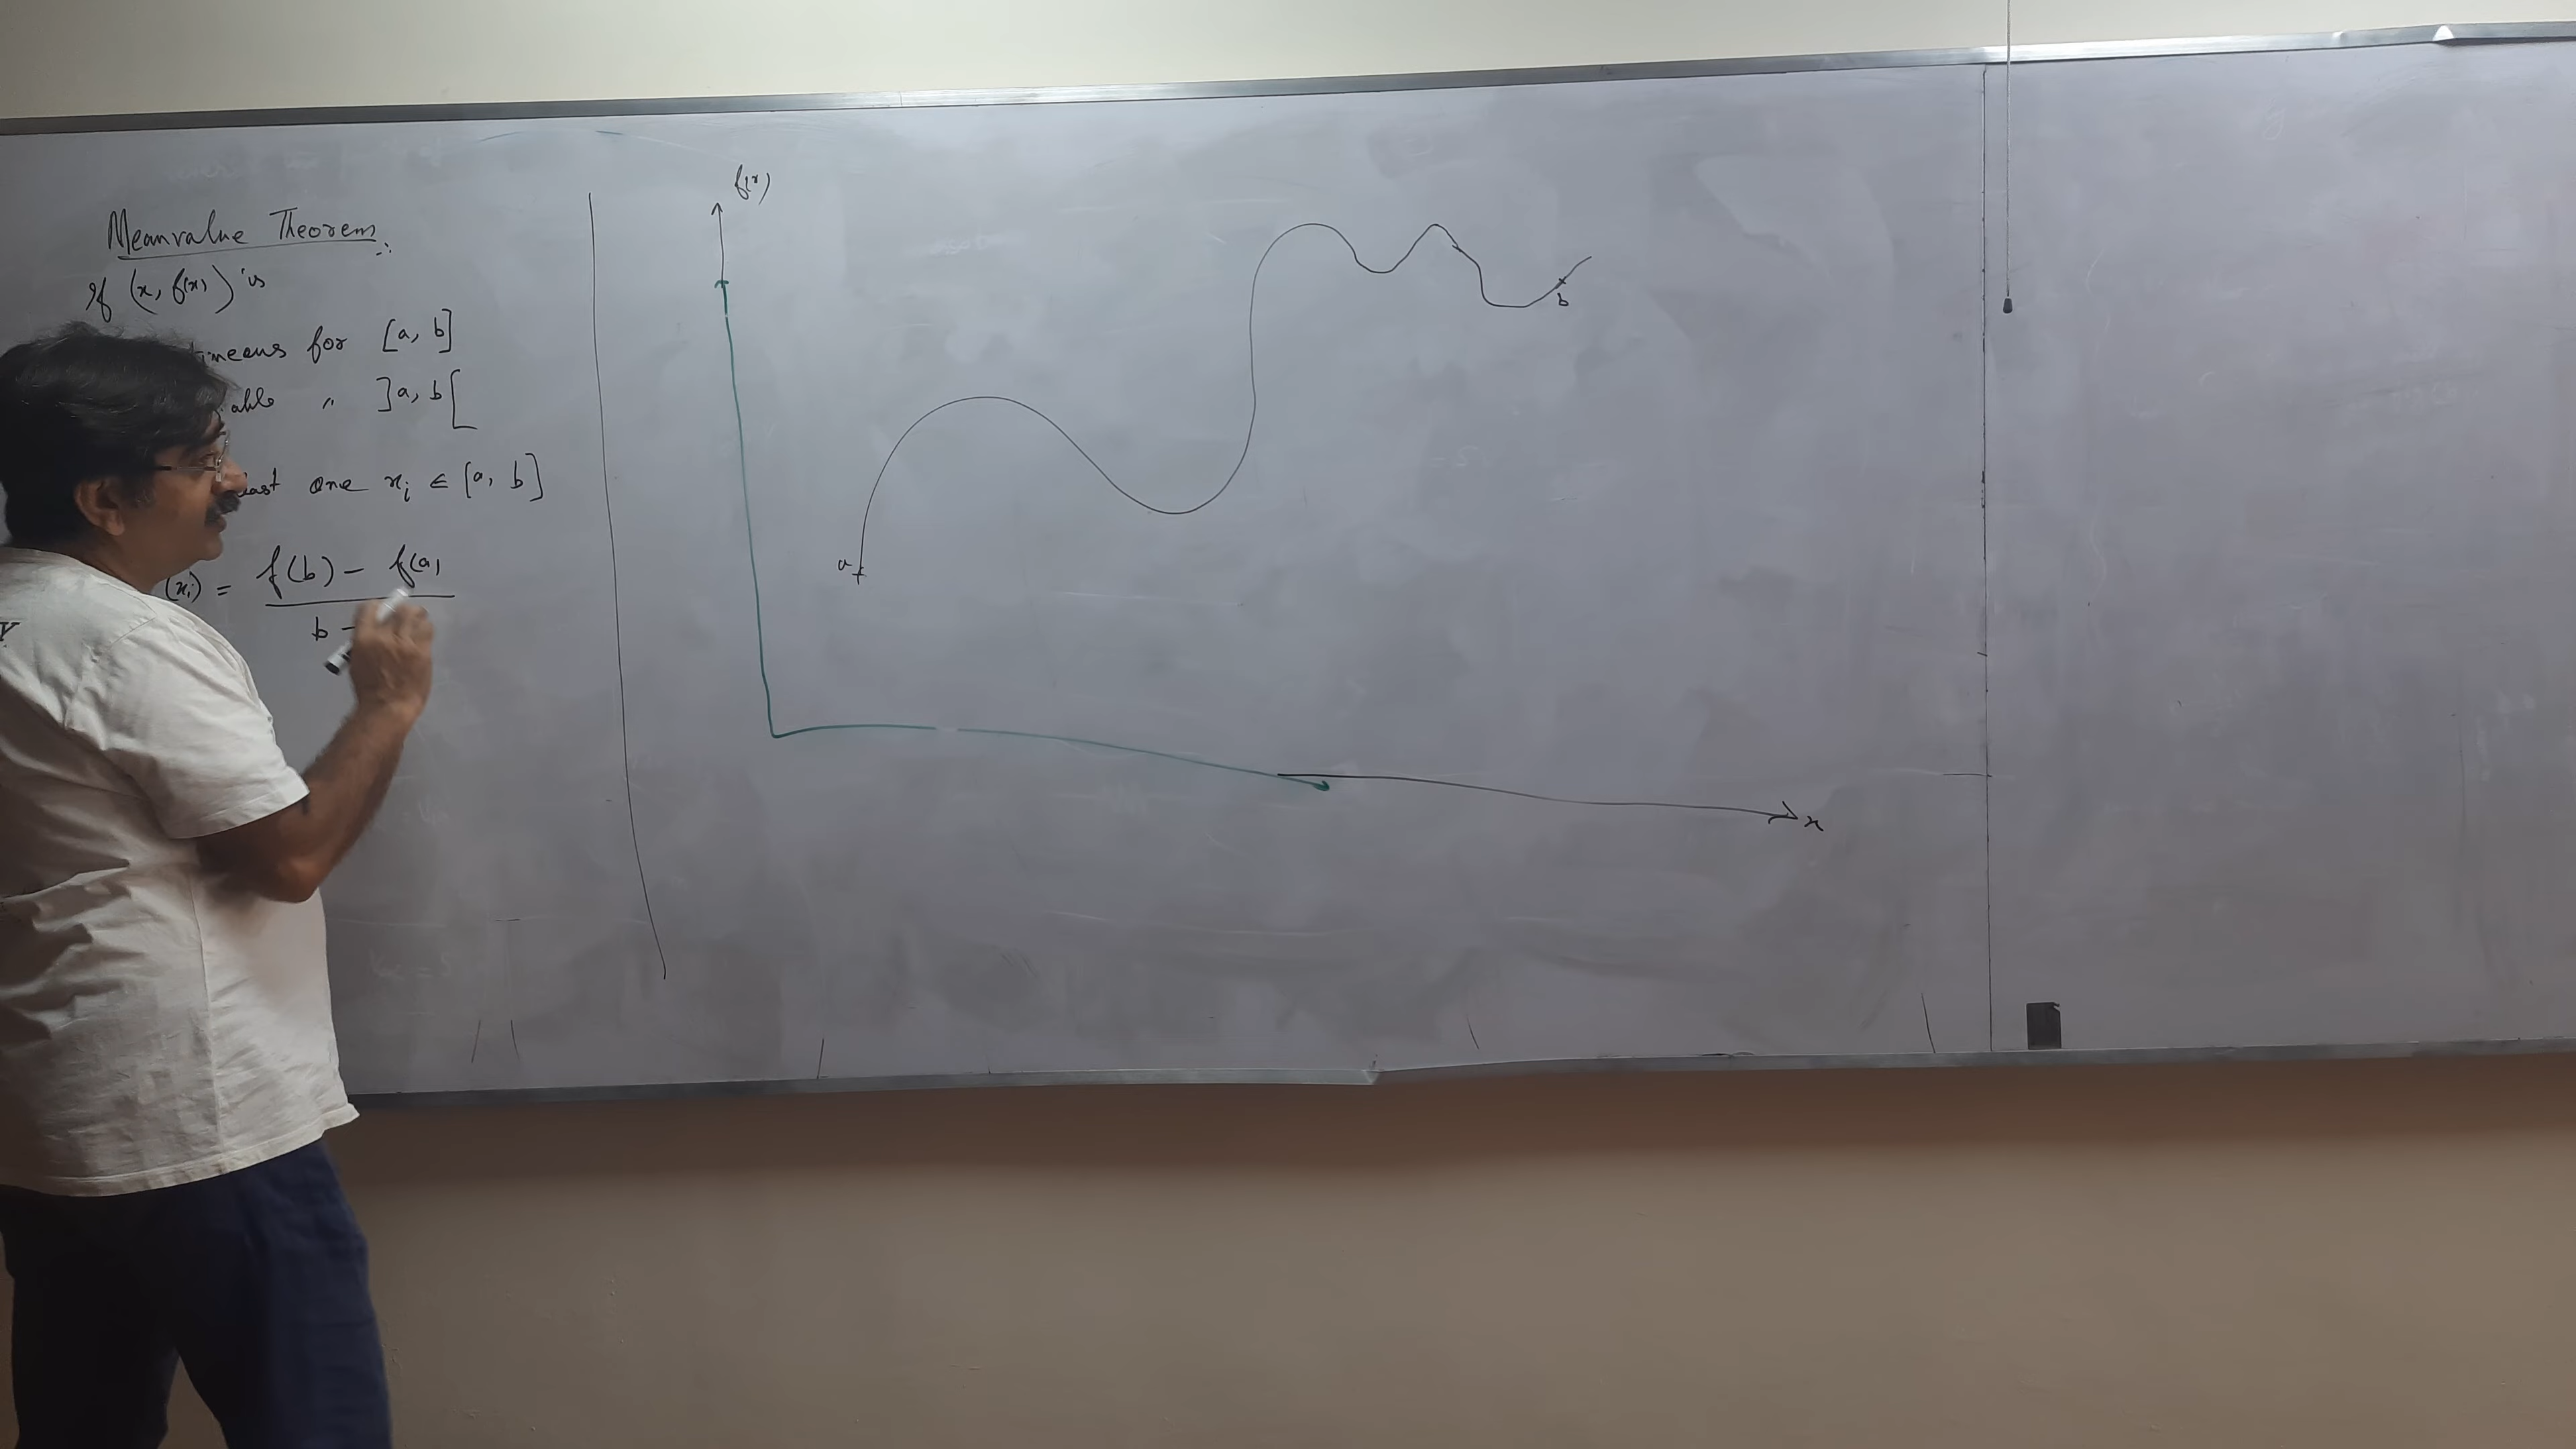 Meanvalue Theorem:
If (x, f(x)) is
for [a, b]
" ]a, b[
one xᵢ ∈ [a, b]
(xᵢ) = f(b) - f(a)
b -
f(x)
a
b
x
Y